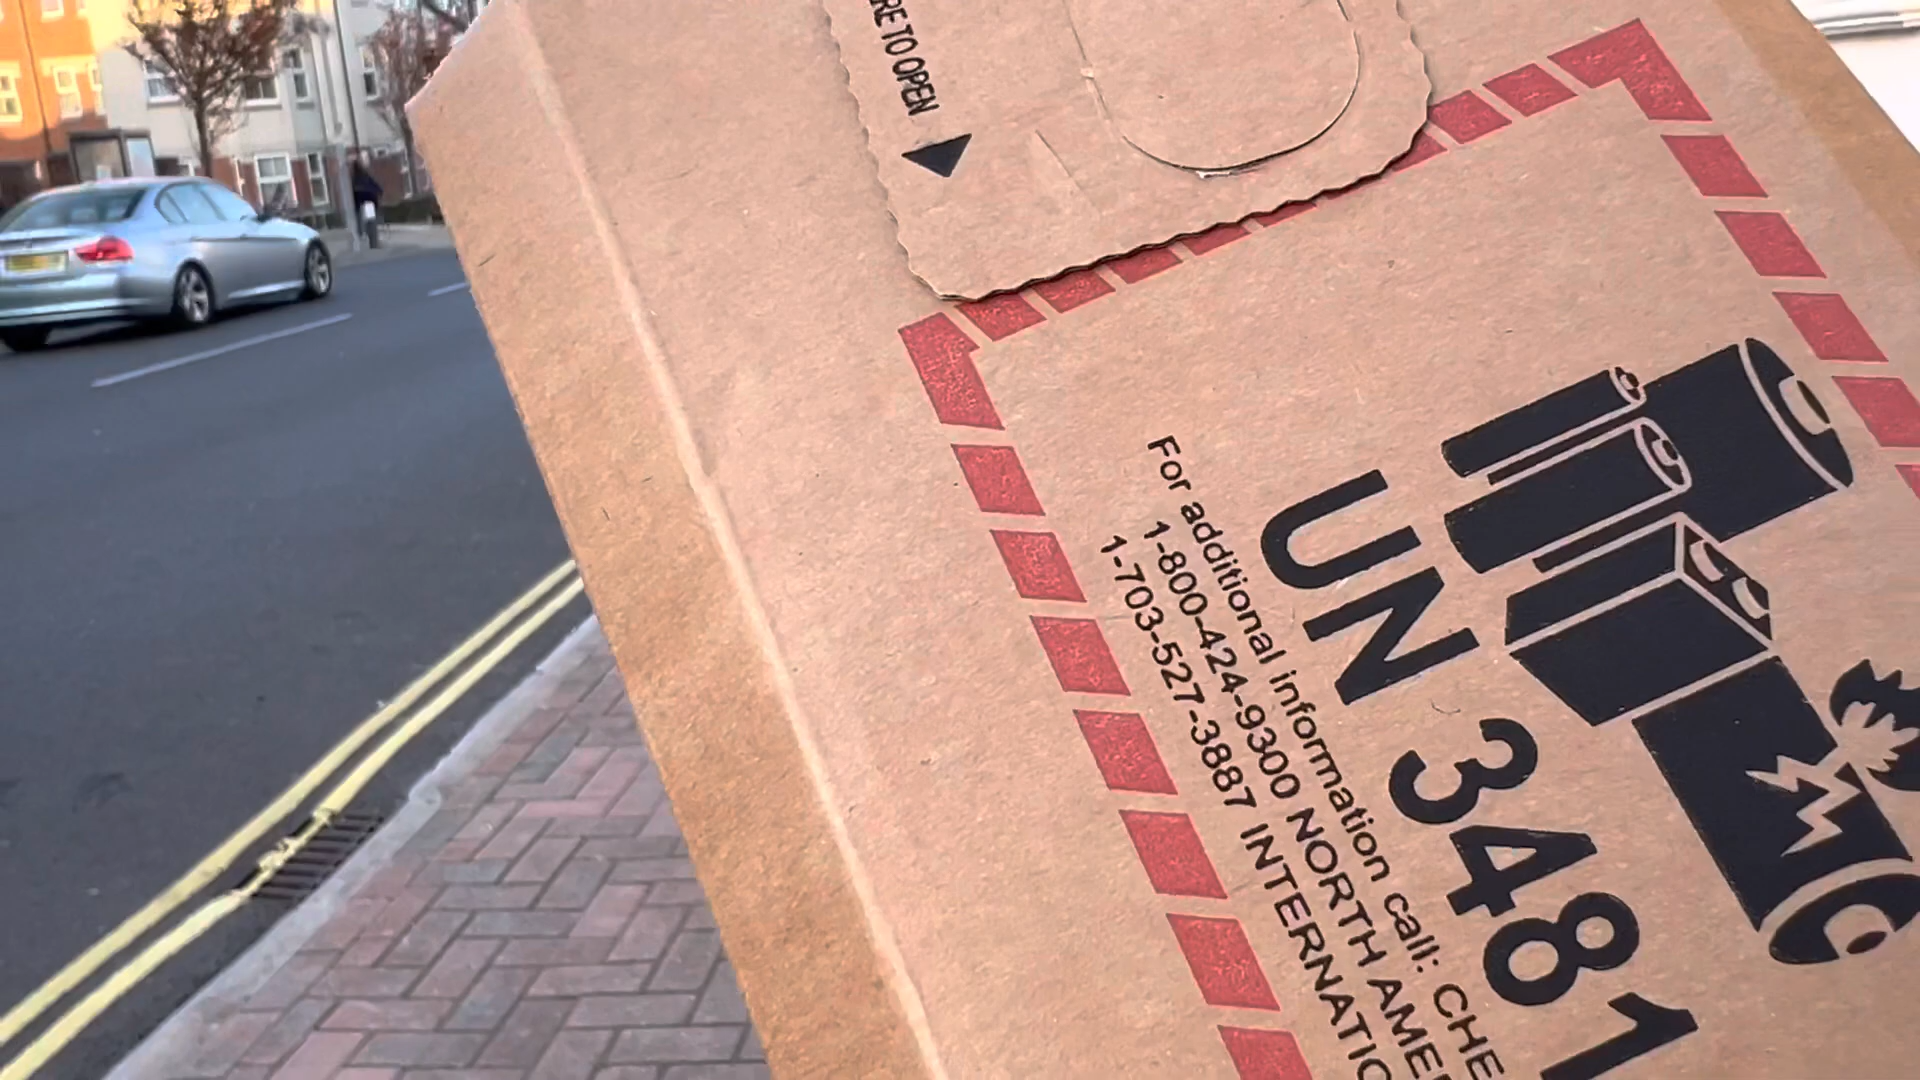 RE TO OPEN
UN 3481
For additional information call: CHE
1-800-424-9300 NORTH AMER
1-703-527-3887 INTERNATIO